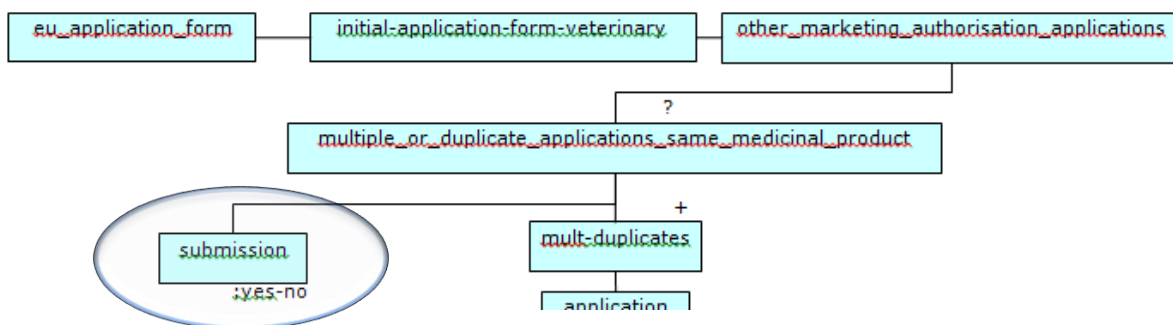 eu_application_form
initial-application-form-veterinary
other_marketing_authorisation_applications
?
multiple_or_duplicate_applications_same_medicinal_product
+
mult-duplicates
submission
:yes-no
application